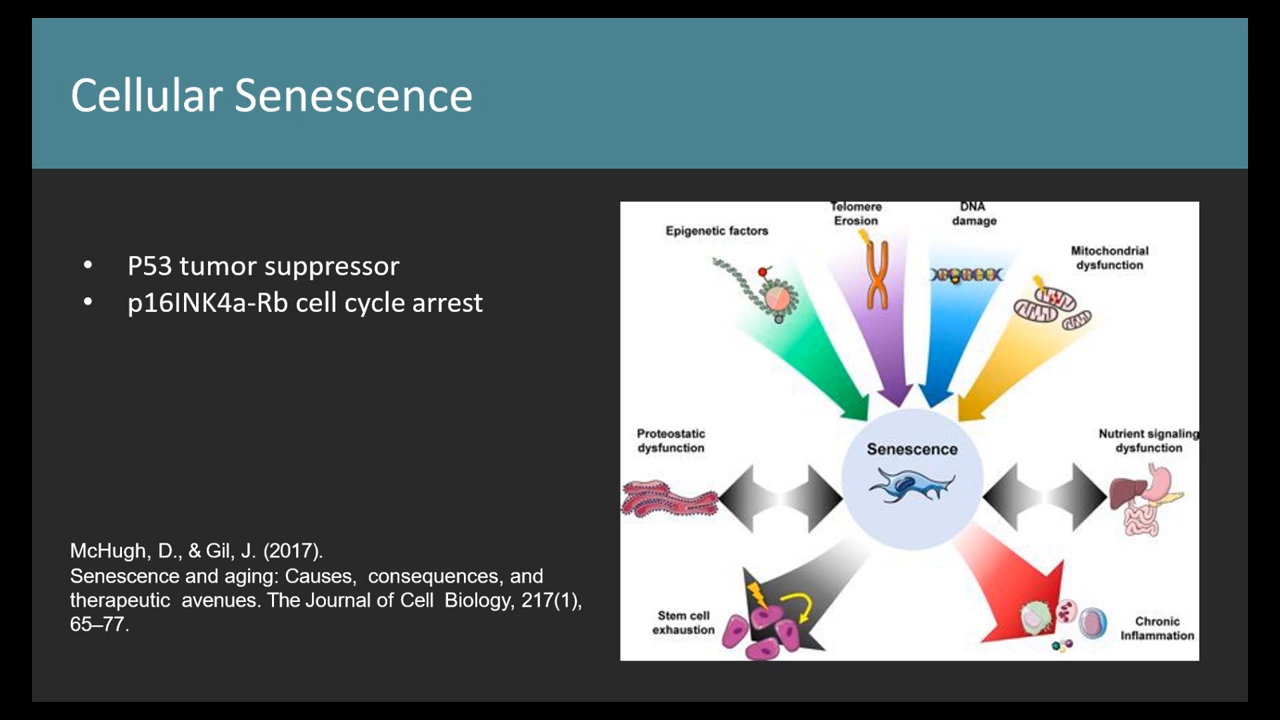 Cellular Senescence
• P53 tumor suppressor
• p16INK4a-Rb cell cycle arrest
McHugh, D., & Gil, J. (2017).
Senescence and aging: Causes, consequences, and
therapeutic avenues. The Journal of Cell Biology, 217(1),
65–77.
Epigenetic factors
Telomere
Erosion
DNA
damage
Mitochondrial
dysfunction
Proteostatic
dysfunction
Senescence
Nutrient signaling
dysfunction
Stem cell
exhaustion
Chronic
Inflammation